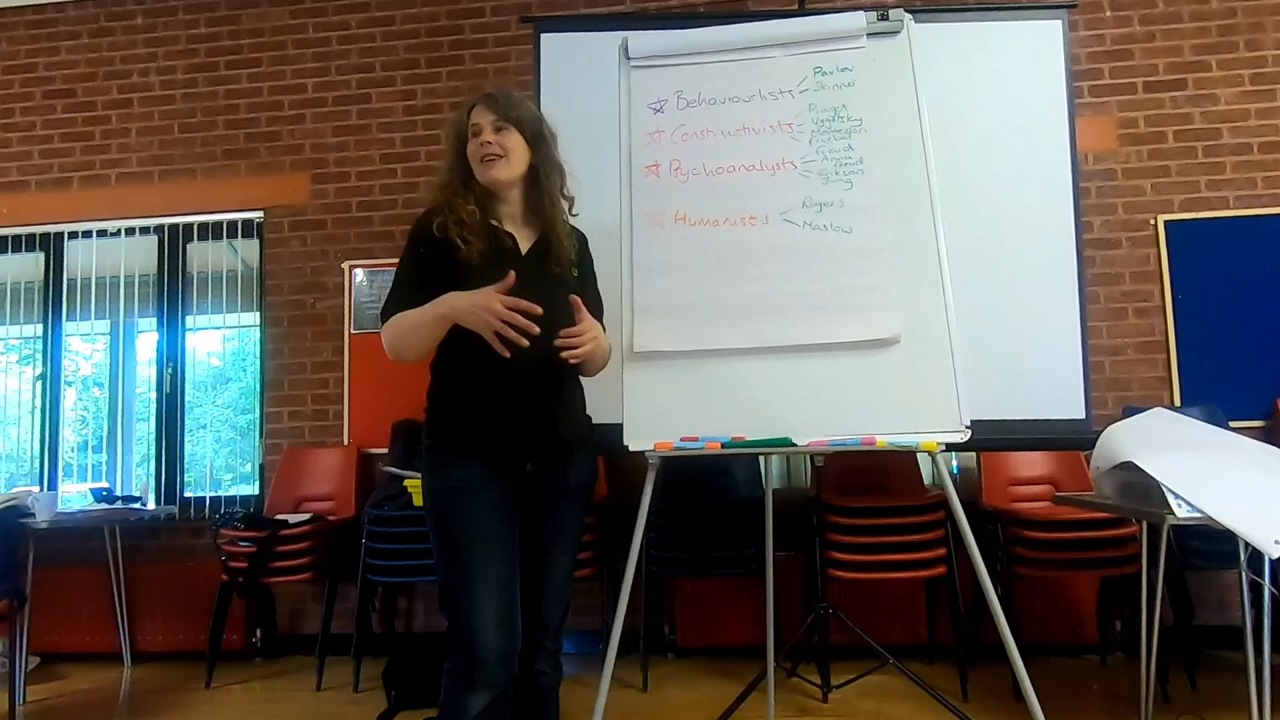 Behaviourists
Pavlov
Skinner
Constructivists
Piaget
Vygotsky
Montessori
Froebel
Psychoanalysts
Freud
Anna
Freud
Erikson
Jung
Humanists
Rogers
Maslow